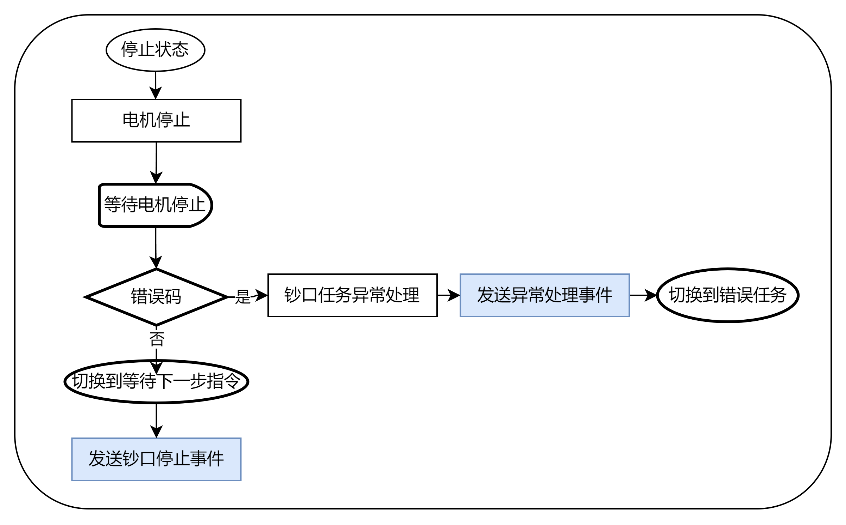 停止状态
电机停止
等待电机停止
错误码
是
钞口任务异常处理
发送异常处理事件
切换到错误任务
否
切换到等待下一步指令
发送钞口停止事件